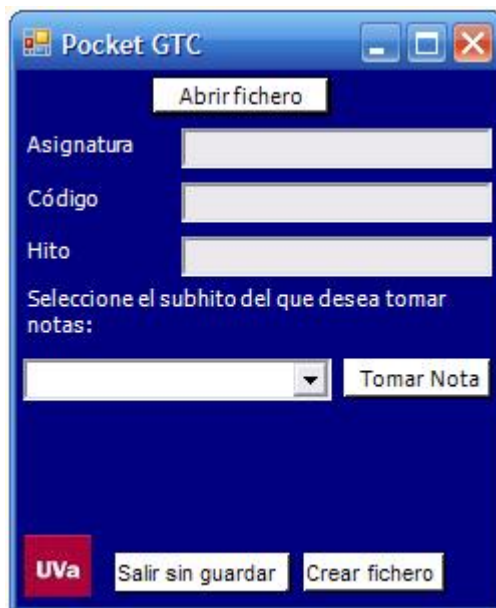 Pocket GTC
Abrir fichero
Asignatura
Código
Hito
Seleccione el subhito del que desea tomar
notas:
Tomar Nota
UVa
Salir sin guardar
Crear fichero